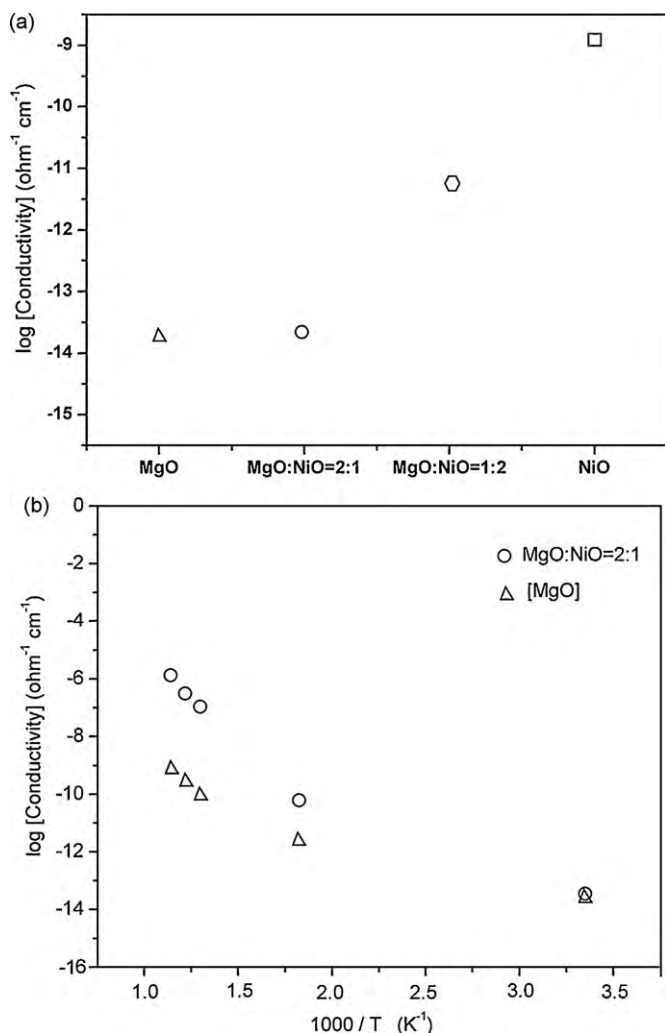 (a)
-9
-10
-11
-12
-13
-14
-15
log [Conductivity] (ohm⁻¹ cm⁻¹)
MgO MgO:NiO=2:1 MgO:NiO=1:2 NiO
(b)
0
-2
-4
-6
-8
-10
-12
-14
-16
log [Conductivity] (ohm⁻¹ cm⁻¹)
MgO:NiO=2:1
[MgO]
1.0 1.5 2.0 2.5 3.0 3.5
1000 / T (K⁻¹)